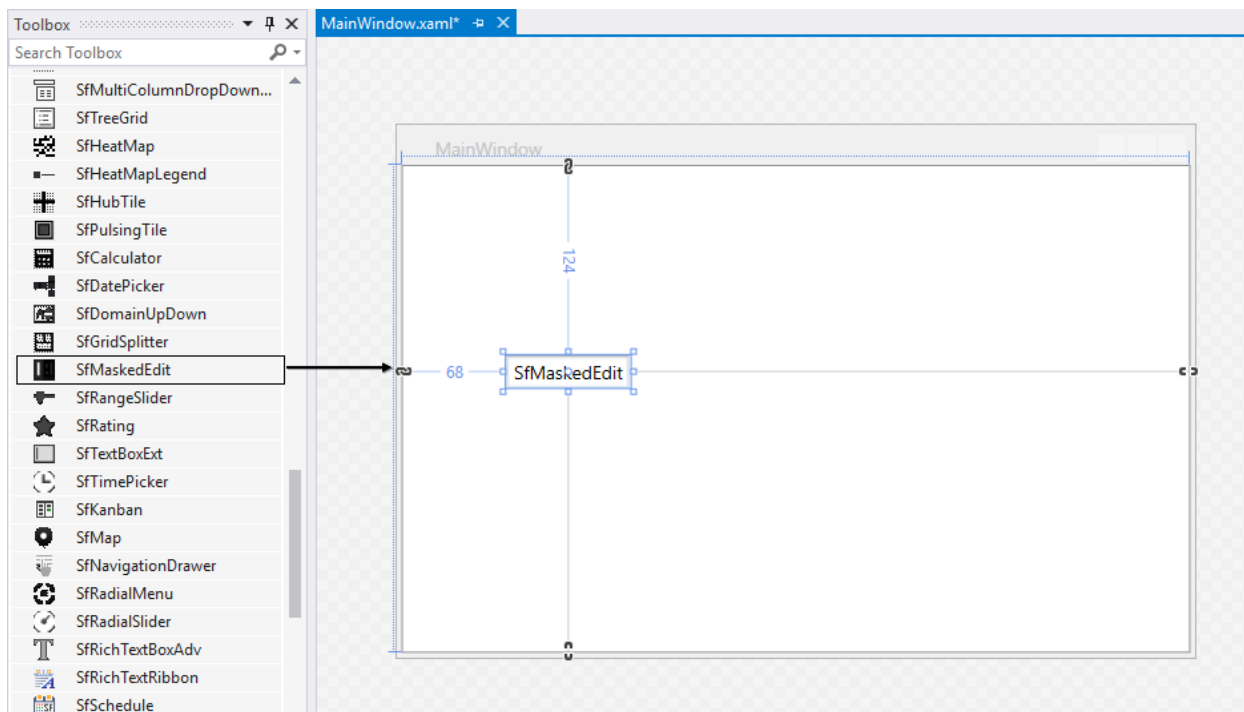 Toolbox
Search Toolbox
SfMultiColumnDropDown...
SfTreeGrid
SfHeatMap
SfHeatMapLegend
SfHubTile
SfPulsingTile
SfCalculator
SfDatePicker
SfDomainUpDown
SfGridSplitter
SfMaskedEdit
SfRangeSlider
SfRating
SfTextBoxExt
SfTimePicker
SfKanban
SfMap
SfNavigationDrawer
SfRadialMenu
SfRadialSlider
SfRichTextBoxAdv
SfRichTextRibbon
SfSchedule
MainWindow.xaml*
MainWindow
124
68
SfMaskedEdit